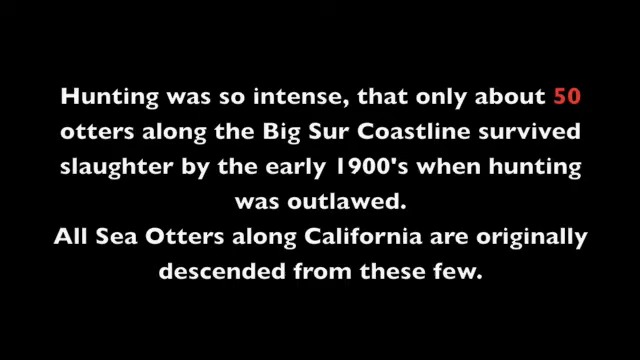 Hunting was so intense, that only about 50
otters along the Big Sur Coastline survived
slaughter by the early 1900's when hunting
was outlawed.
All Sea Otters along California are originally
descended from these few.